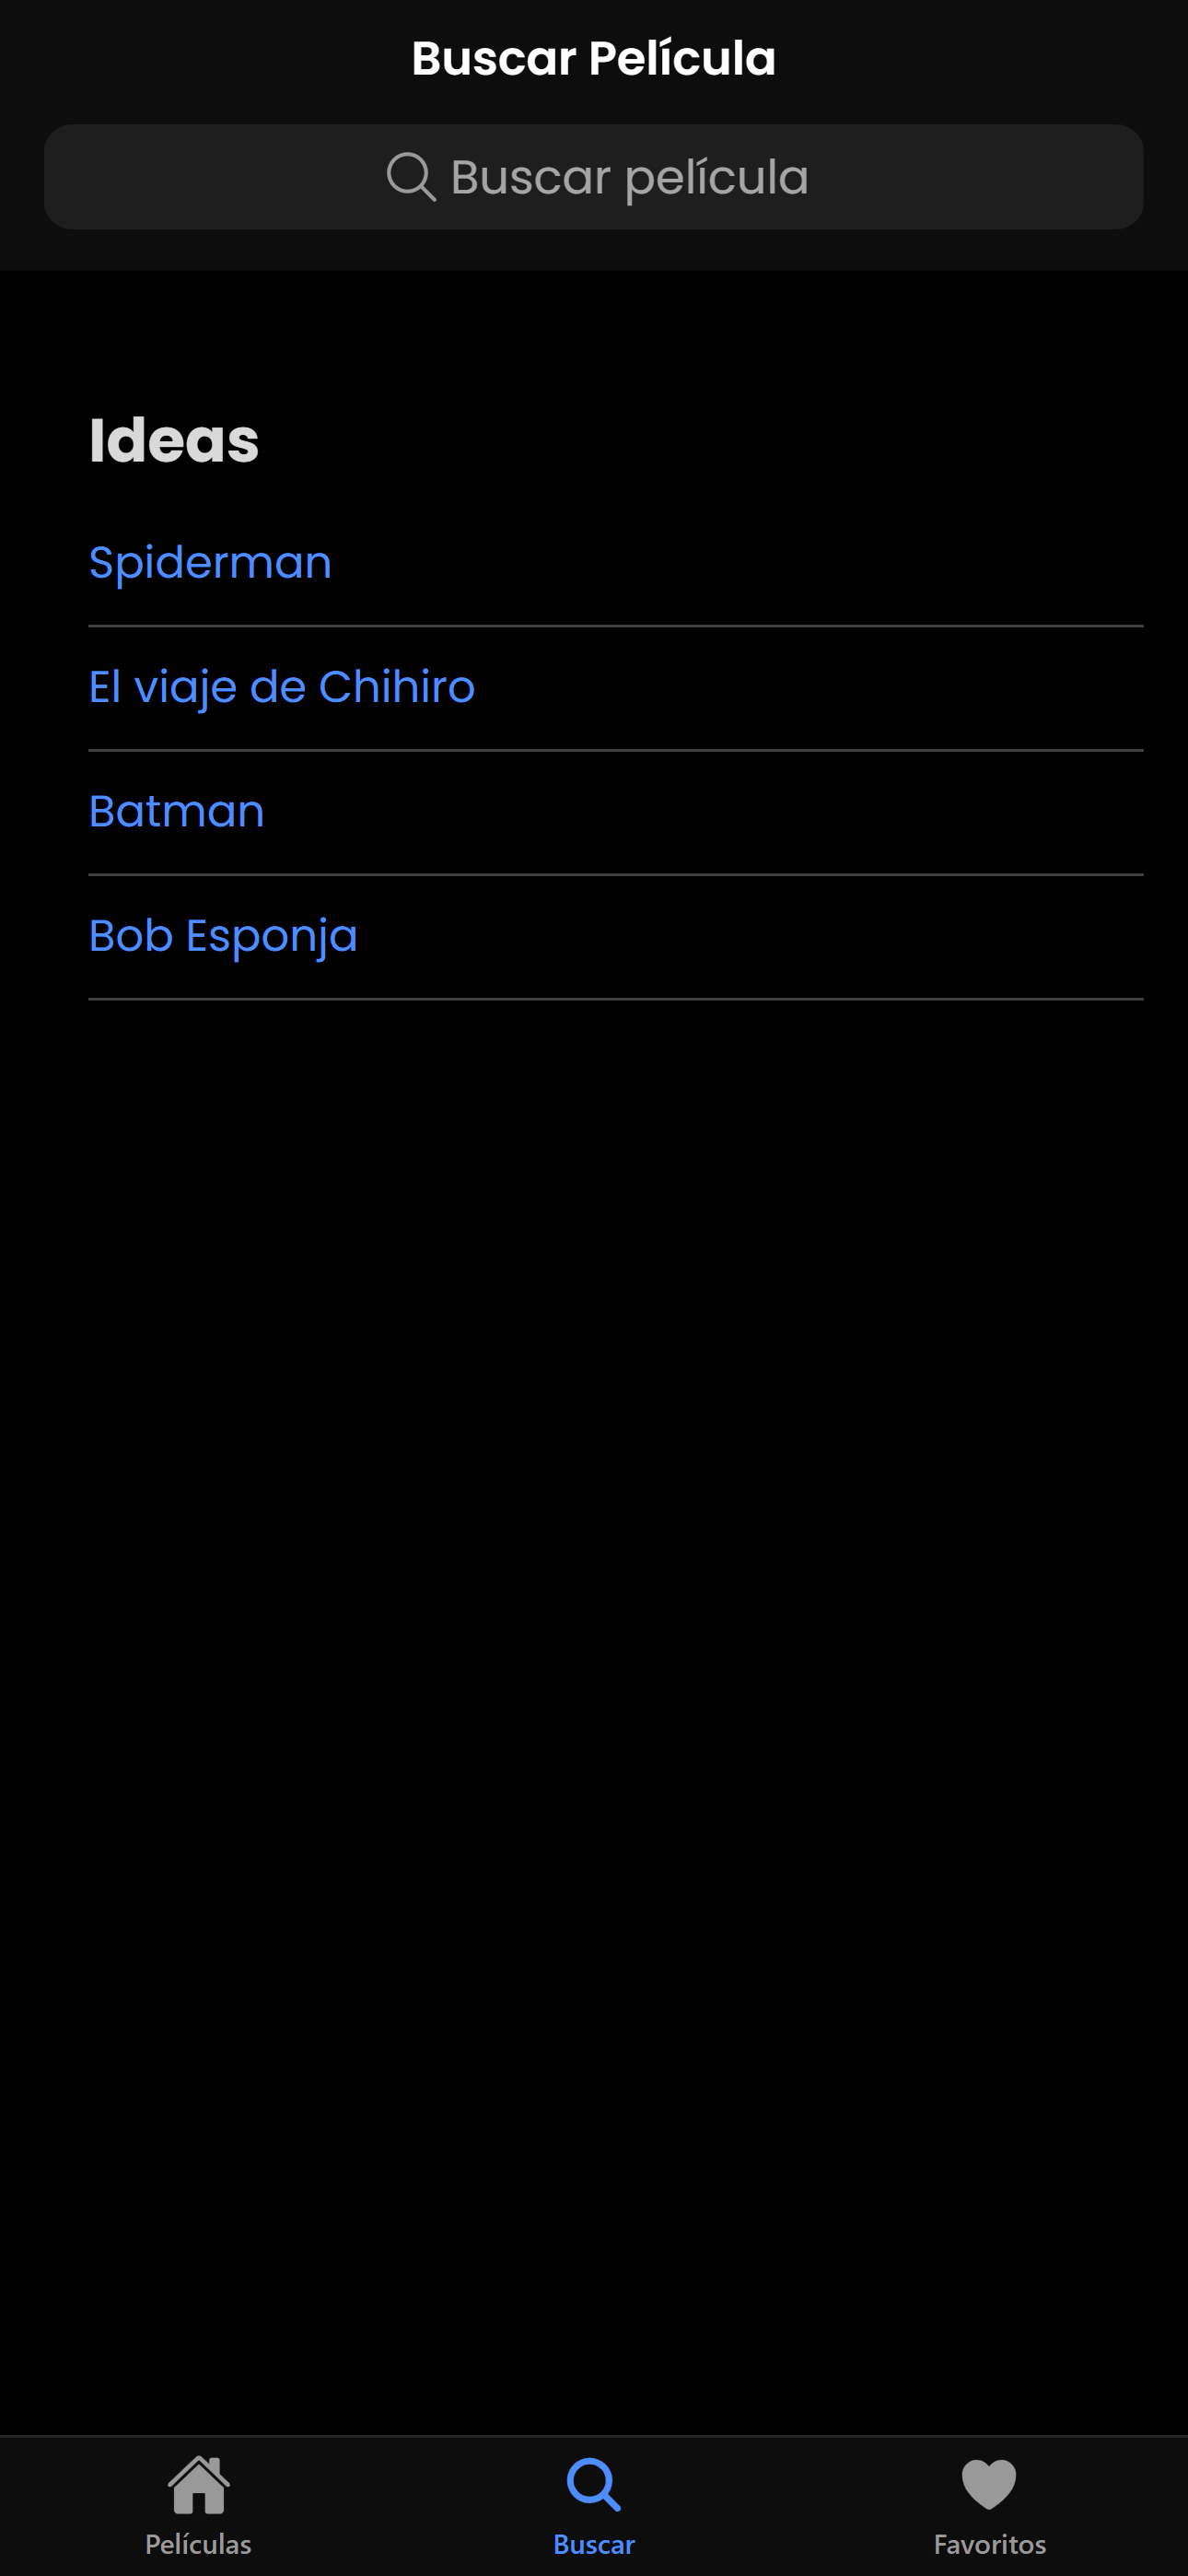 Buscar Película
Buscar película
Ideas
Spiderman
El viaje de Chihiro
Batman
Bob Esponja
Películas
Buscar
Favoritos